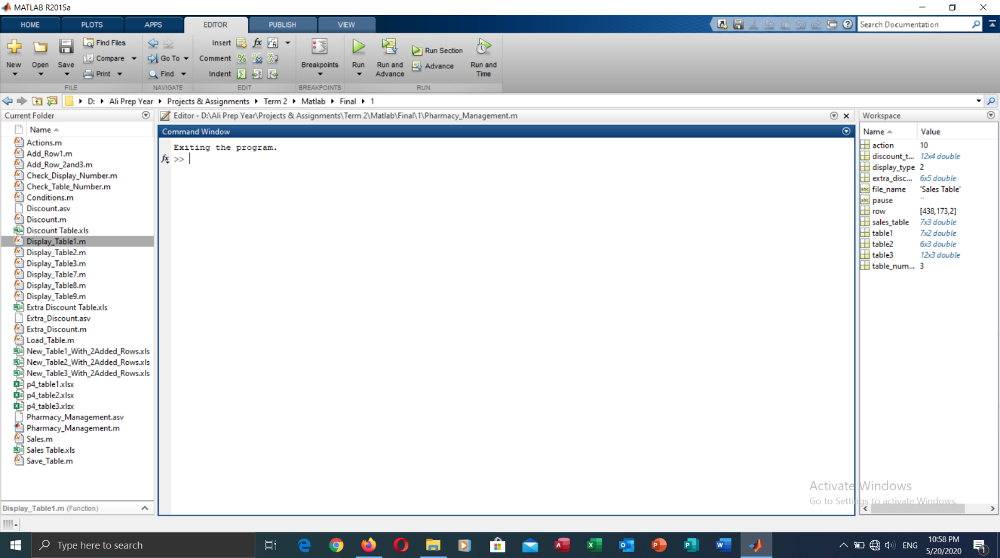 MATLAB R2015a
HOME PLOTS APPS EDITOR PUBLISH VIEW
Search Documentation
New Open Save
Find Files
Compare
Print
Go To
Find
Insert
Comment
Indent
Breakpoints
Run
Run and Advance
Run Section
Advance
Run and Time
FILE NAVIGATE EDIT BREAKPOINTS RUN
D: Ali Prep Year Projects & Assignments Term 2 Matlab Final 1
Current Folder
Name
Actions.m
Add_Row1.m
Add_Row_2and3.m
Check_Display_Number.m
Check_Table_Number.m
Conditions.m
Discount.asv
Discount.m
Discount Table.xls
Display_Table1.m
Display_Table2.m
Display_Table3.m
Display_Table7.m
Display_Table8.m
Display_Table9.m
Extra Discount Table.xls
Extra_Discount.asv
Extra_Discount.m
Load_Table.m
New_Table1_With_2Added_Rows.xls
New_Table2_With_2Added_Rows.xls
New_Table3_With_2Added_Rows.xls
p4_table1.xlsx
p4_table2.xlsx
p4_table3.xlsx
Pharmacy_Management.asv
Pharmacy_Management.m
Sales.m
Sales Table.xls
Save_Table.m
Display_Table1.m (Function)
Editor - D:\Ali Prep Year\Projects & Assignments\Term 2\Matlab\Final\1\Pharmacy_Management.m
Command Window
Exiting the program.
fx >>
Workspace
Name Value
action 10
discount_t... 12x4 double
display_type 2
extra_disc... 6x5 double
file_name 'Sales Table'
pause ''
row [438,173,2]
sales_table 7x3 double
table1 7x2 double
table2 6x3 double
table3 12x3 double
table_num... 3
Activate Windows
Go to Settings to activate Windows.
Type here to search
ENG
10:58 PM
5/20/2020
1